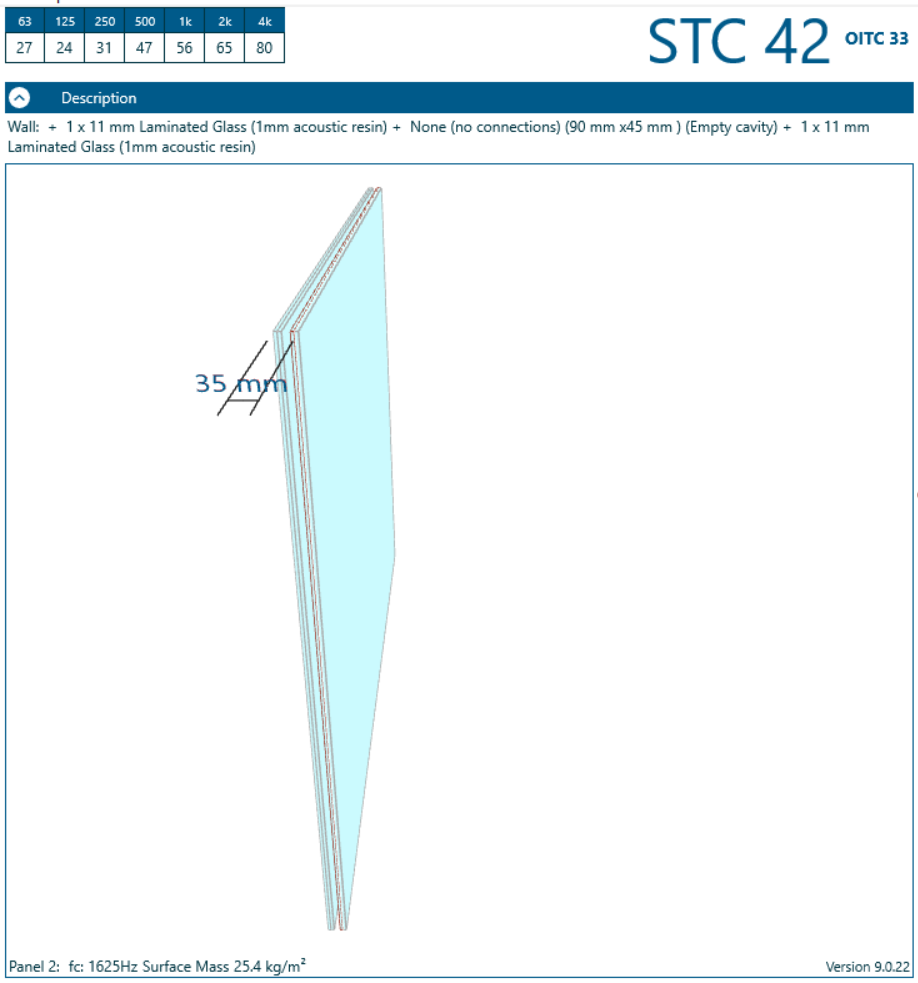 63 125 250 500 1k 2k 4k
27 24 31 47 56 65 80
STC 42 OITC 33
Description
Wall: + 1 x 11 mm Laminated Glass (1mm acoustic resin) + None (no connections) (90 mm x45 mm ) (Empty cavity) + 1 x 11 mm
Laminated Glass (1mm acoustic resin)
35 mm
Panel 2: fc: 1625Hz Surface Mass 25.4 kg/m²
Version 9.0.22